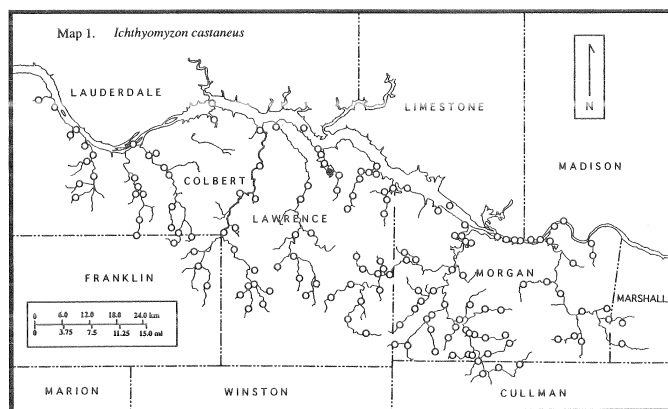 Map 1. Ichthyomyzon castaneus
LAUDERDALE
LIMESTONE
N
MADISON
COLBERT
LAWRENCE
FRANKLIN
MORGAN
MARSHALL
0 6.0 12.0 18.0 24.0 km
0 3.75 7.5 11.25 15.0 mi
MARION
WINSTON
CULLMAN